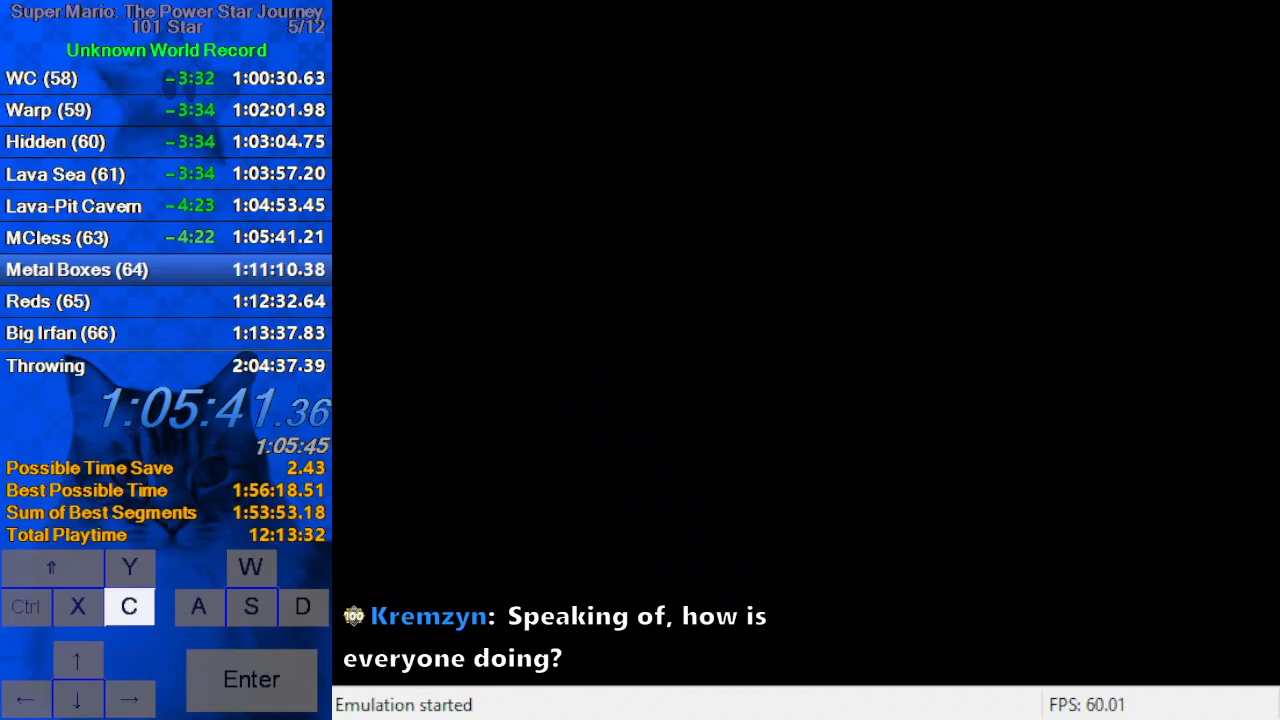 Super Mario: The Power Star Journey
101 Star 5/12
Unknown World Record
WC (58) -3:32 1:00:30.63
Warp (59) -3:34 1:02:01.98
Hidden (60) -3:34 1:03:04.75
Lava Sea (61) -3:34 1:03:57.20
Lava-Pit Cavern -4:23 1:04:53.45
MCless (63) -4:22 1:05:41.21
Metal Boxes (64) 1:11:10.38
Reds (65) 1:12:32.64
Big Irfan (66) 1:13:37.83
Throwing 2:04:37.39
1:05:41.36
1:05:45
Possible Time Save 2.43
Best Possible Time 1:56:18.51
Sum of Best Segments 1:53:53.18
Total Playtime 12:13:32
⇑ Y W
Ctrl X C A S D
↑
← ↓ → Enter
100 Kremzyn: Speaking of, how is
everyone doing?
Emulation started FPS: 60.01